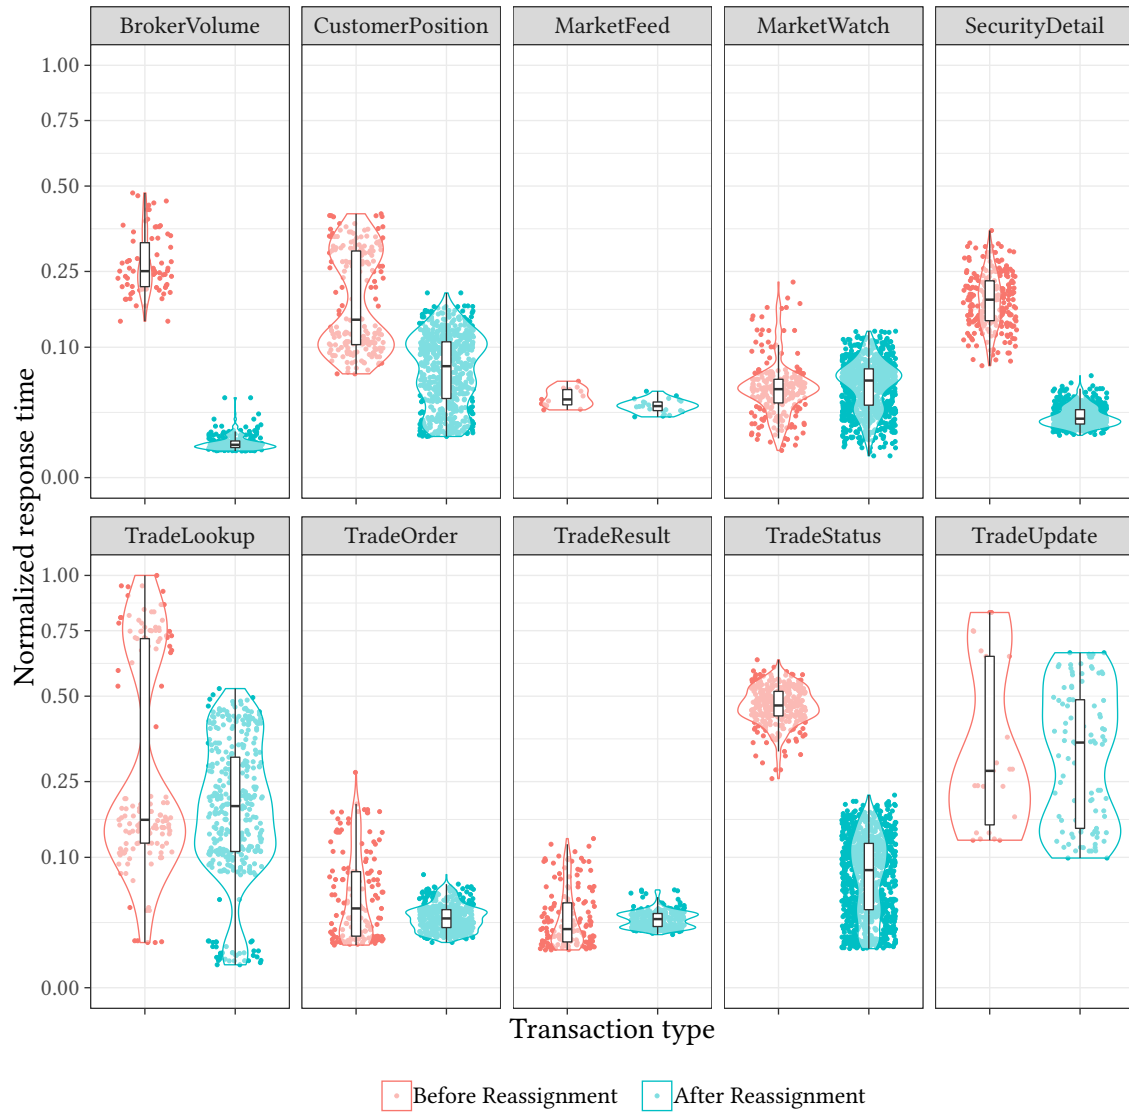 BrokerVolume CustomerPosition MarketFeed MarketWatch SecurityDetail
1.00
0.75
0.50
0.25
0.10
0.00
Normalized response time
TradeLookup TradeOrder TradeResult TradeStatus TradeUpdate
1.00
0.75
0.50
0.25
0.10
0.00
Transaction type
Before Reassignment After Reassignment